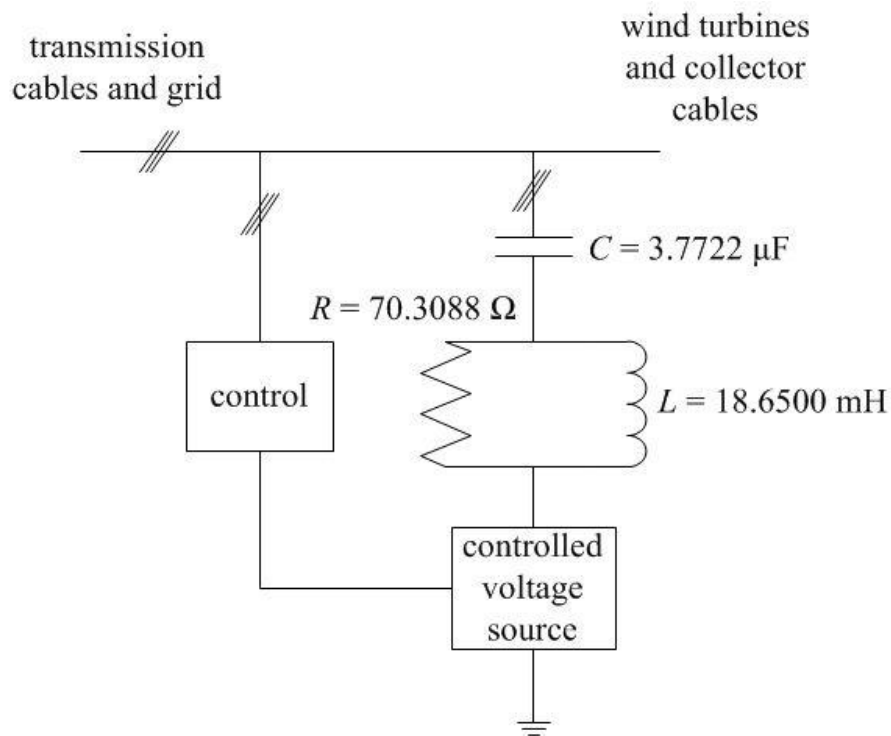 transmission
cables and grid
wind turbines
and collector
cables
C = 3.7722 μF
R = 70.3088 Ω
control
L = 18.6500 mH
controlled
voltage
source